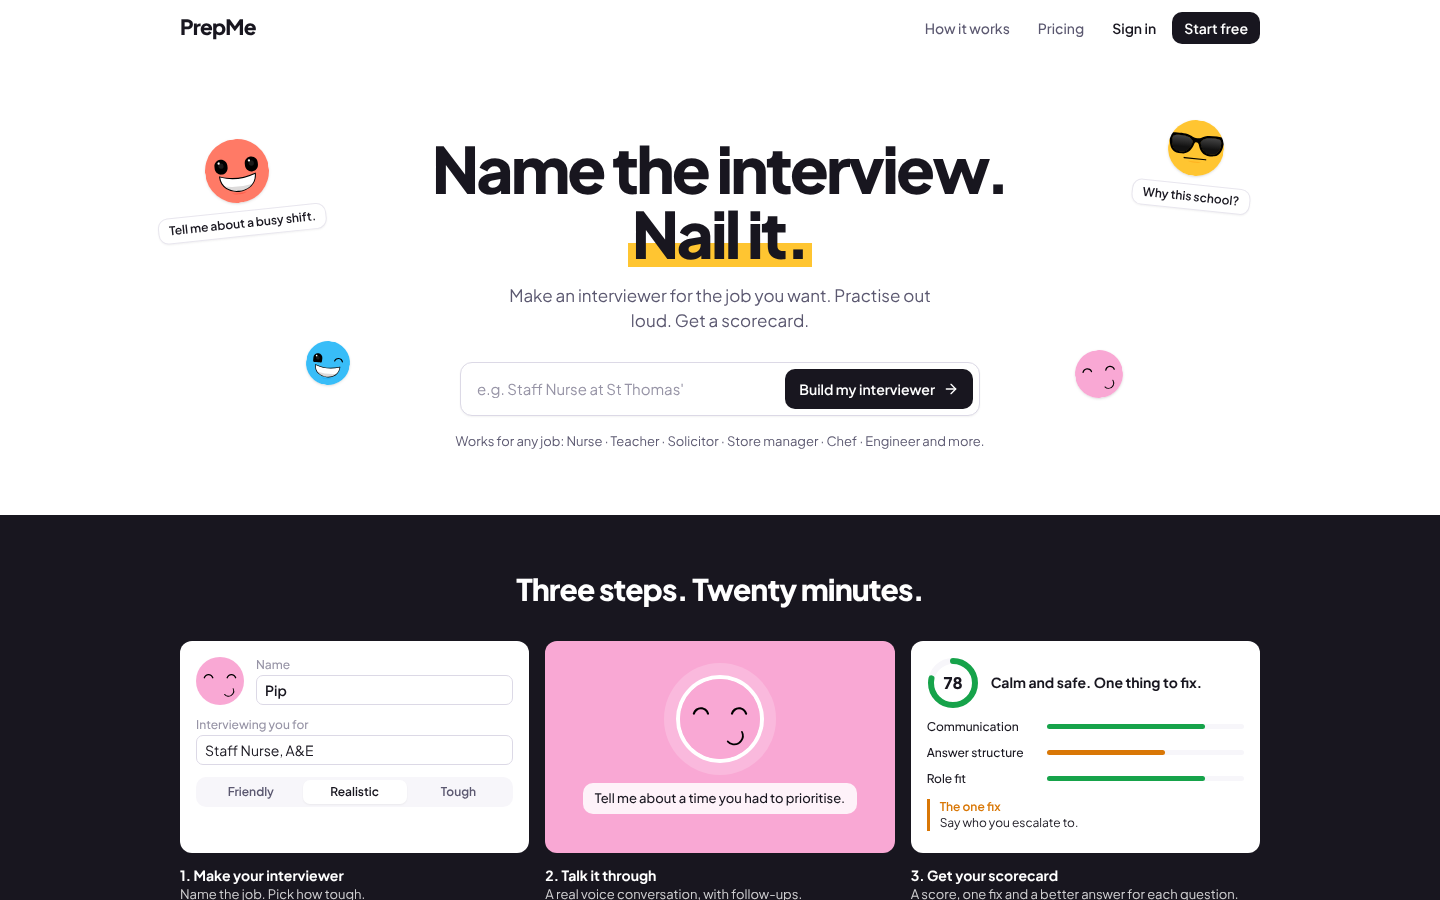 PrepMe
How it works
Pricing
Sign in
Start free
Name the interview.
Nail it.
Tell me about a busy shift.
Why this school?
Make an interviewer for the job you want. Practise out
loud. Get a scorecard.
e.g. Staff Nurse at St Thomas'
Build my interviewer →
Works for any job: Nurse · Teacher · Solicitor · Store manager · Chef · Engineer and more.
Three steps. Twenty minutes.
Name
Pip
Interviewing you for
Staff Nurse, A&E
Friendly
Realistic
Tough
1. Make your interviewer
Name the job. Pick how tough.
Tell me about a time you had to prioritise.
2. Talk it through
A real voice conversation, with follow-ups.
78
Calm and safe. One thing to fix.
Communication
Answer structure
Role fit
The one fix
Say who you escalate to.
3. Get your scorecard
A score, one fix and a better answer for each question.